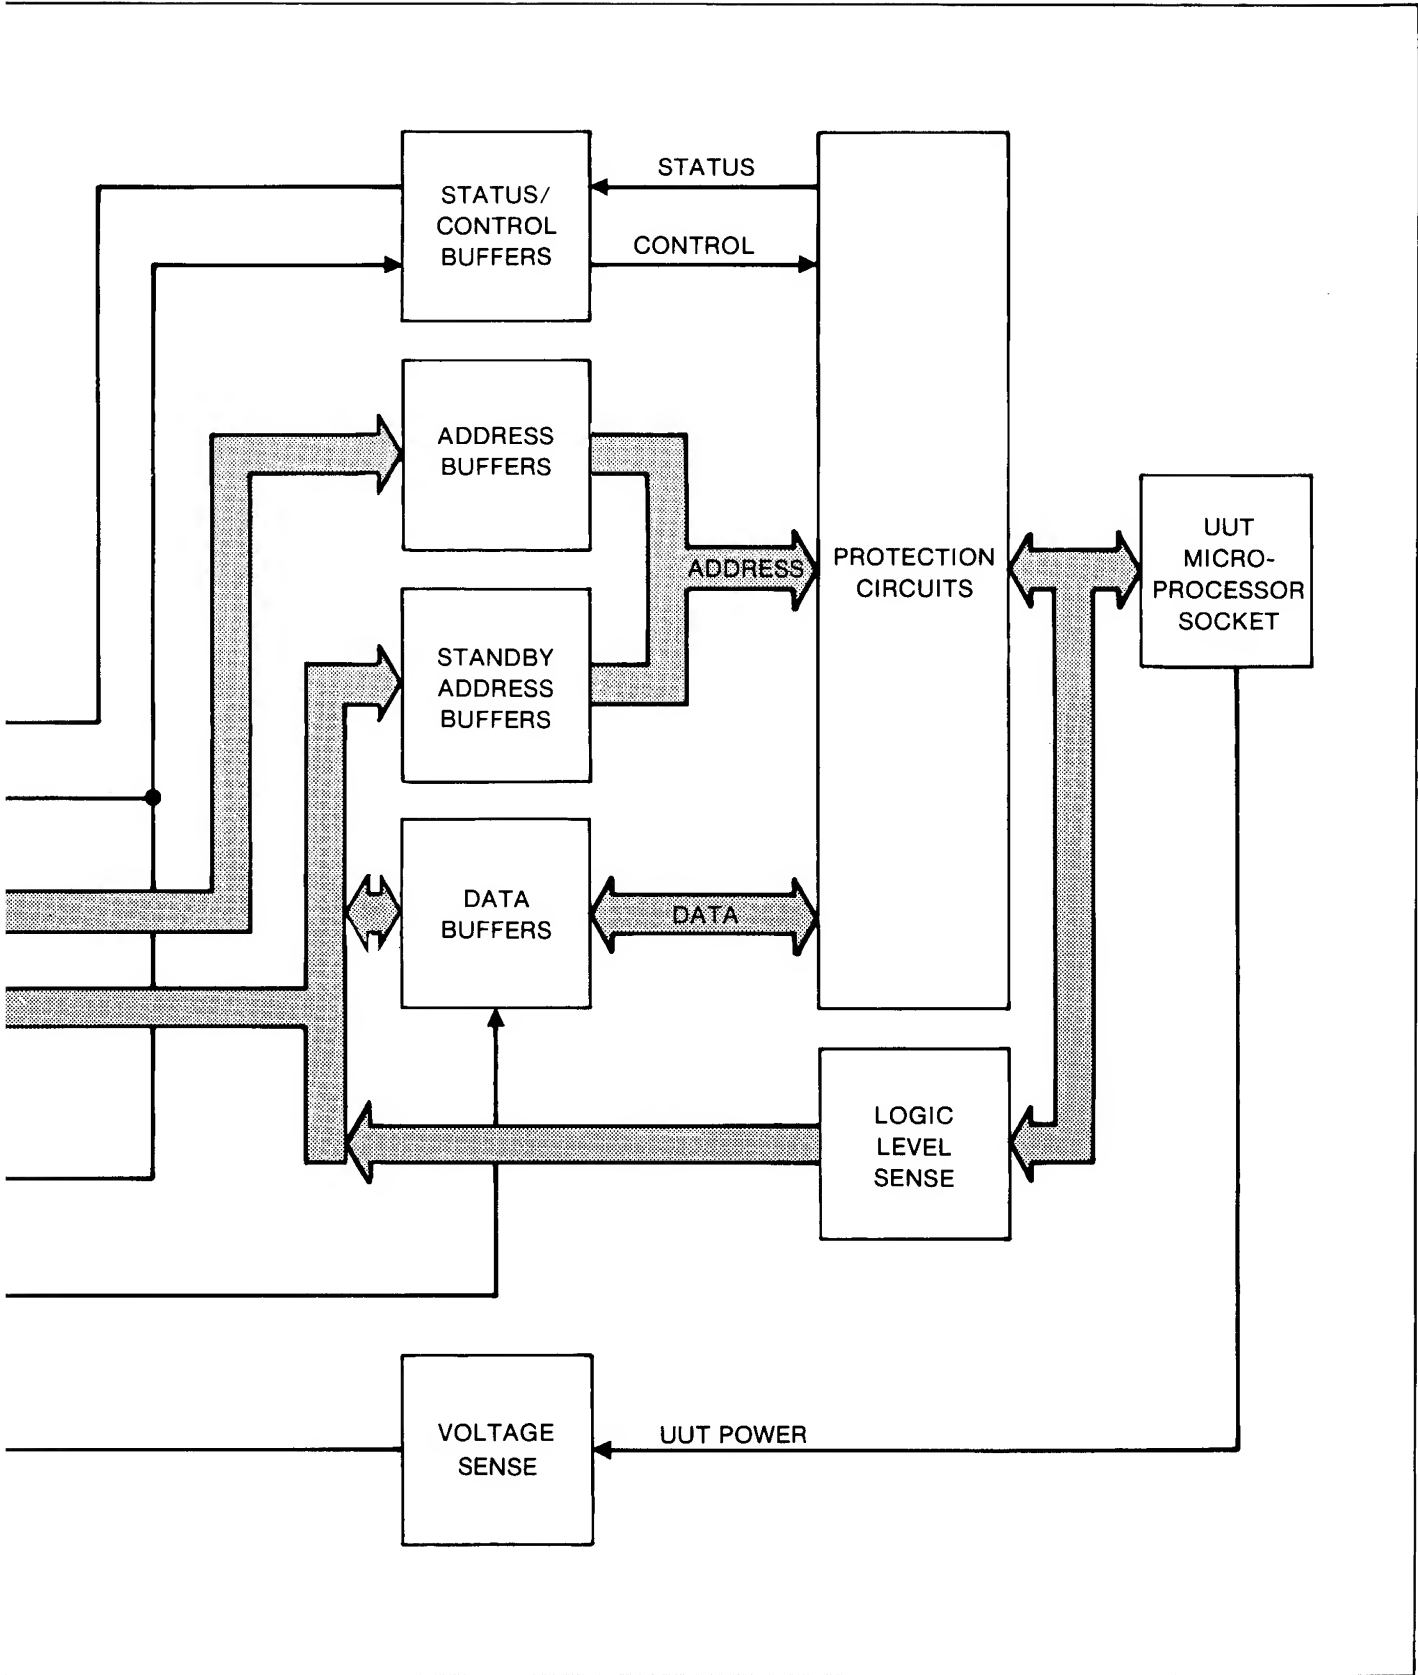 STATUS/
CONTROL
BUFFERS
STATUS
CONTROL
ADDRESS
BUFFERS
ADDRESS
STANDBY
ADDRESS
BUFFERS
DATA
BUFFERS
DATA
PROTECTION
CIRCUITS
UUT
MICRO-
PROCESSOR
SOCKET
LOGIC
LEVEL
SENSE
VOLTAGE
SENSE
UUT POWER